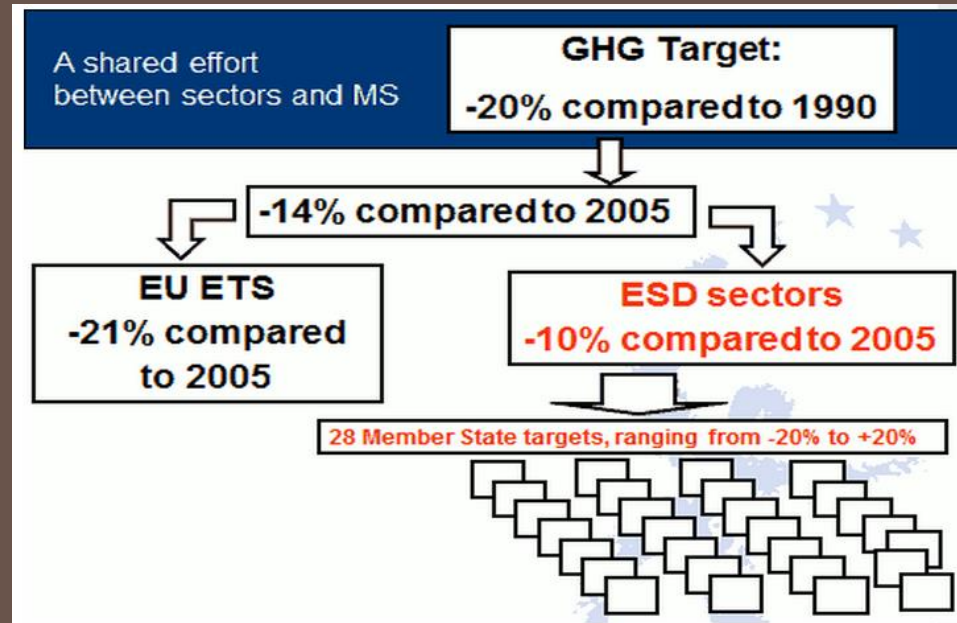 A shared effort
between sectors and MS
GHG Target:
-20% compared to 1990
-14% compared to 2005
EU ETS
-21% compared
to 2005
ESD sectors
-10% compared to 2005
28 Member State targets, ranging from -20% to +20%